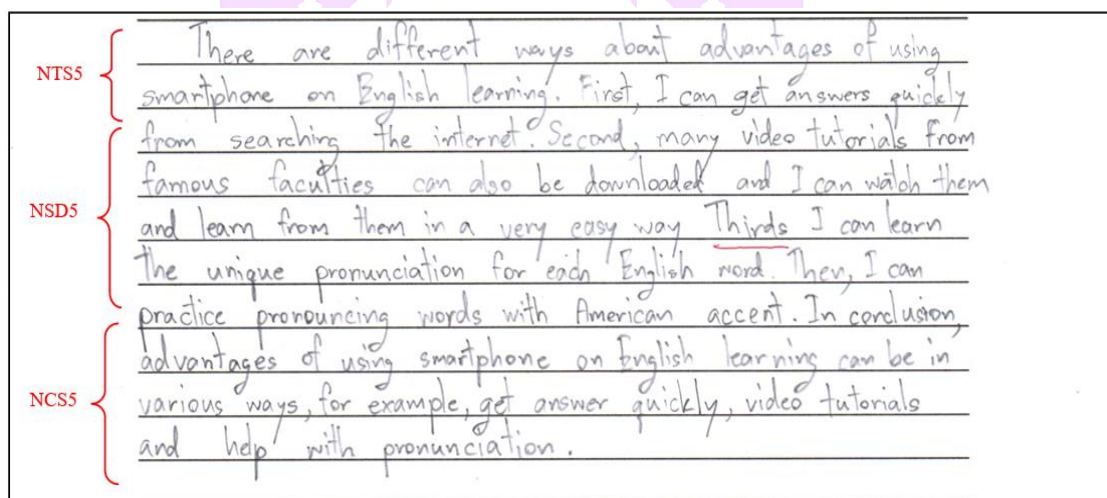 There are different ways about advantages of using
NTS5
smartphone on English learning. First, I can get answers quickly
from searching the internet. Second, many video tutorials from
famous faculties can also be downloaded and I can watch them
NSD5
and learn from them in a very easy way Thirds I can learn
the unique pronunciation for each English word. Then, I can
practice pronouncing words with American accent. In conclusion,
advantages of using smartphone on English learning can be in
NCS5
various ways, for example, get answer quickly, video tutorials
and help with pronunciation.